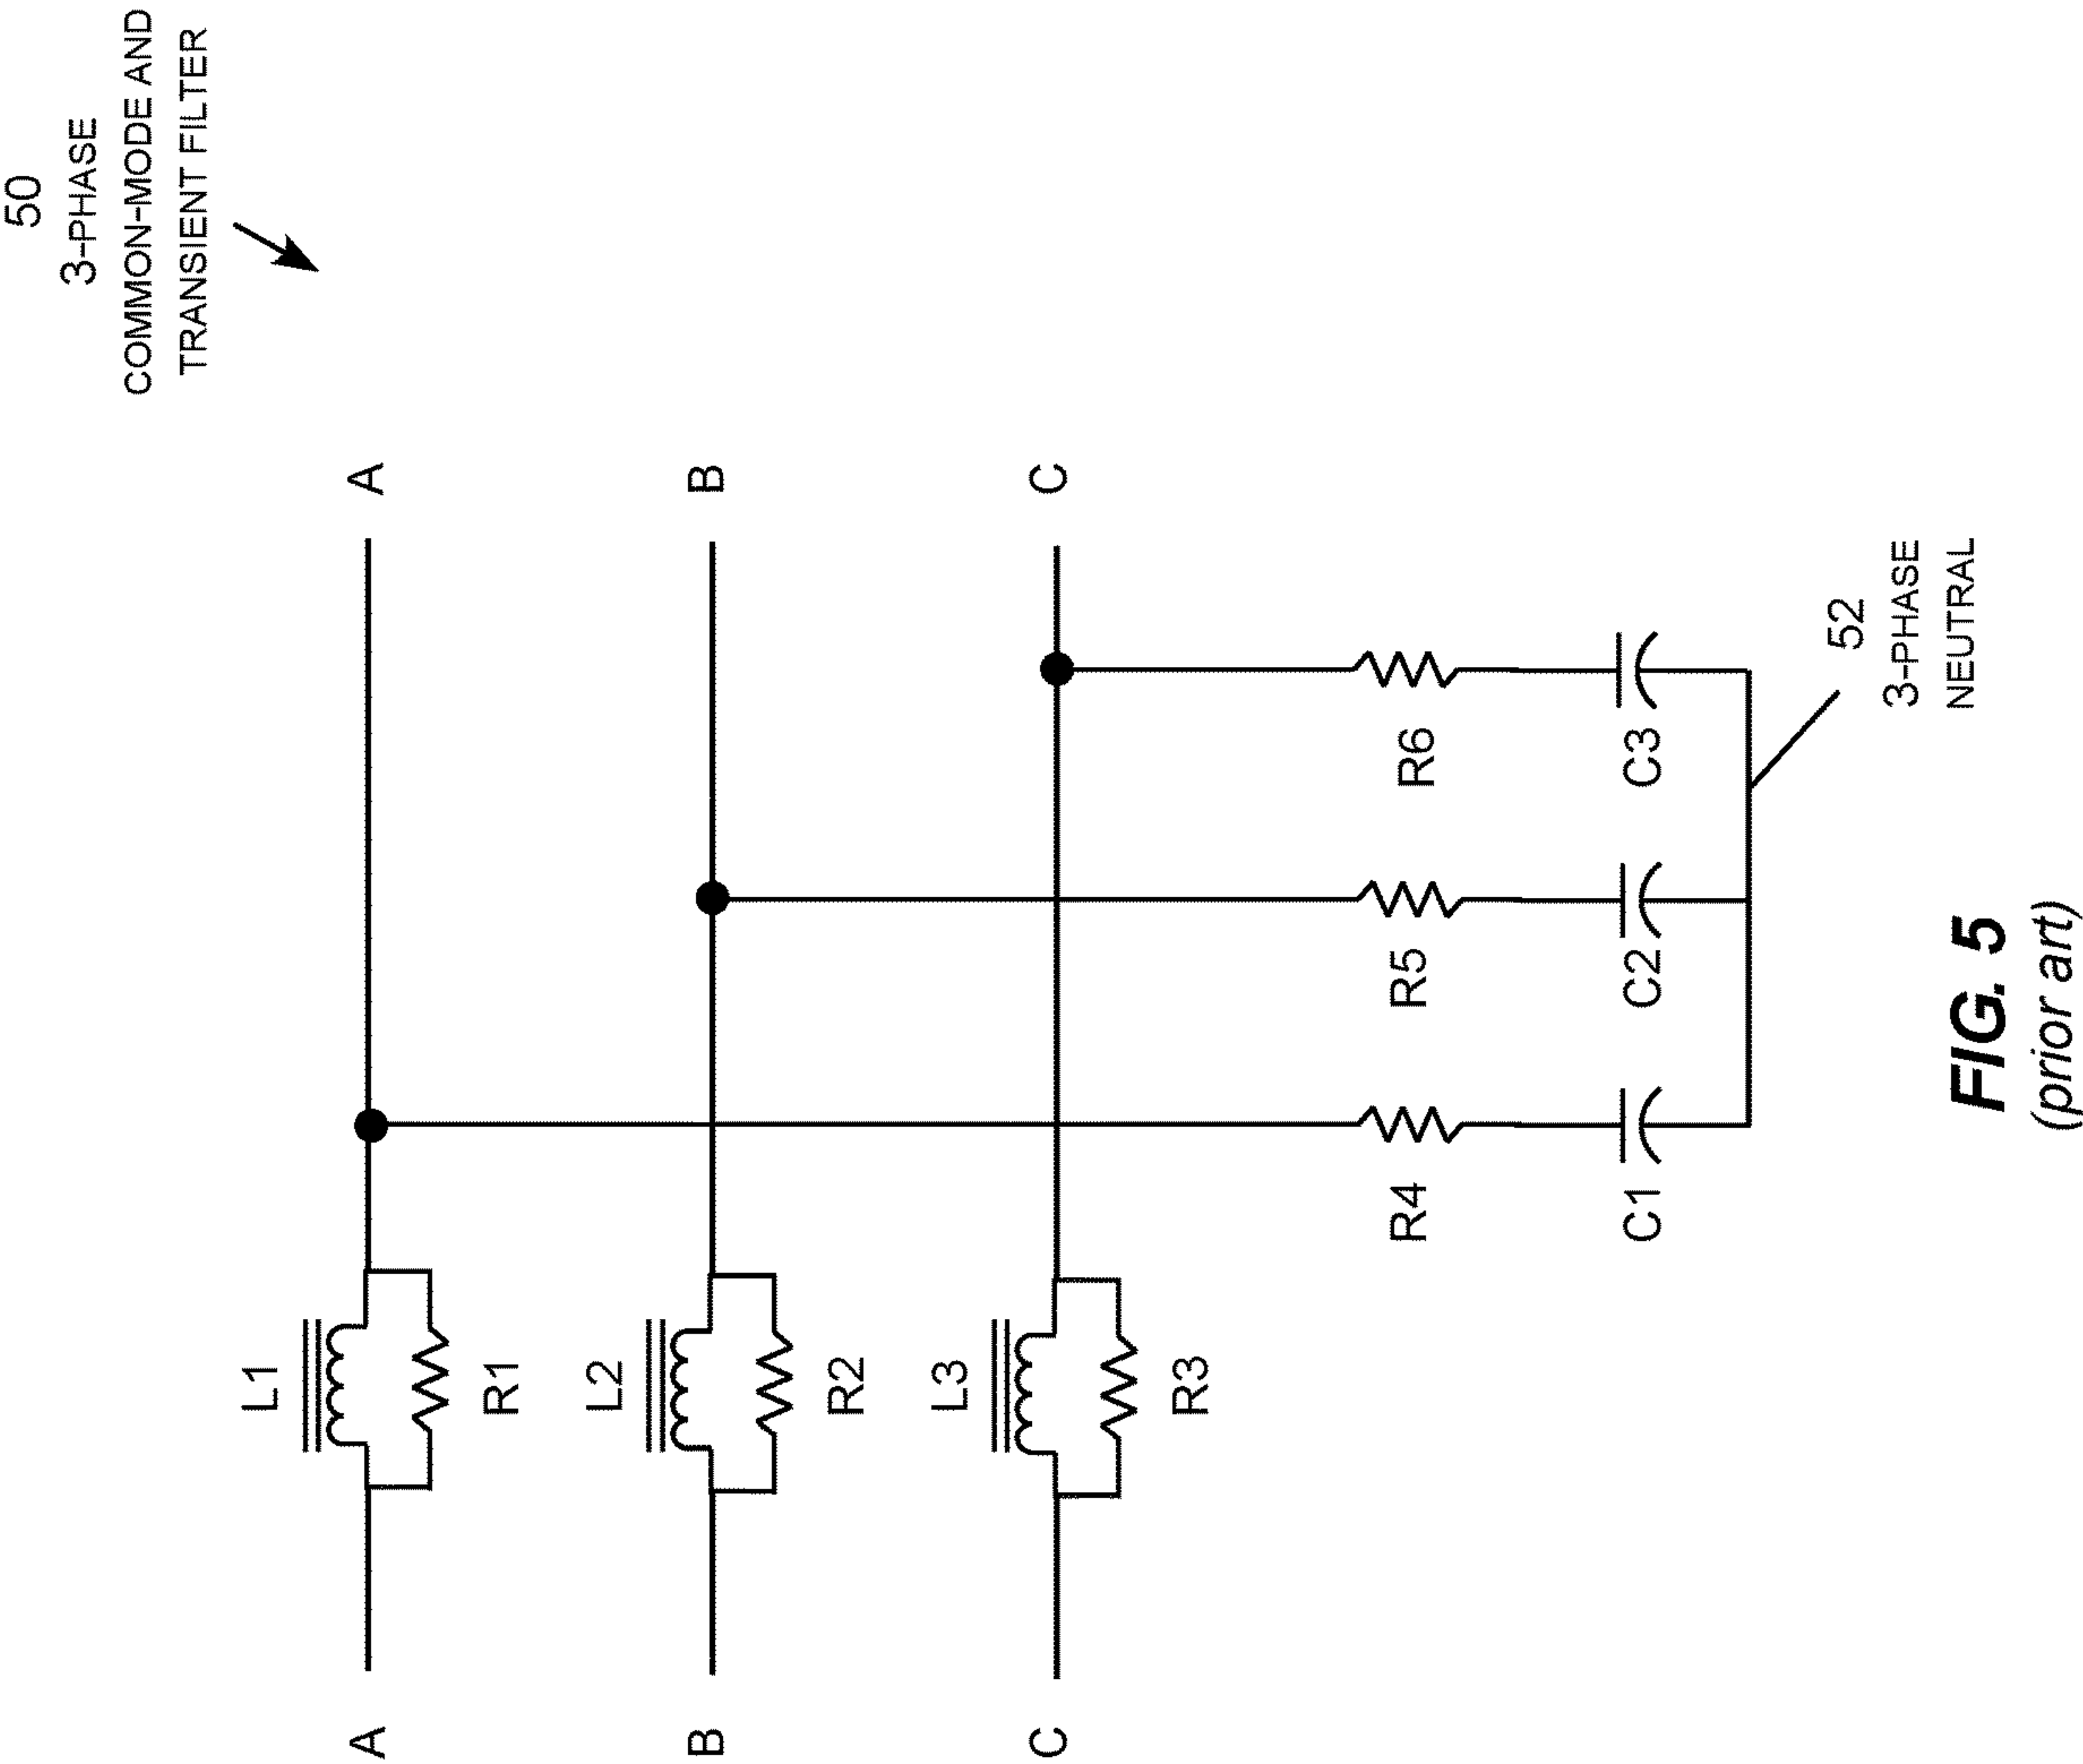 50
3-PHASE
COMMON-MODE AND
TRANSIENT FILTER
L1
A
A
R1
L2
B
B
R2
L3
C
C
R3
R4
R5
R6
C1
C2
C3
52
3-PHASE
NEUTRAL
FIG. 5
(prior art)